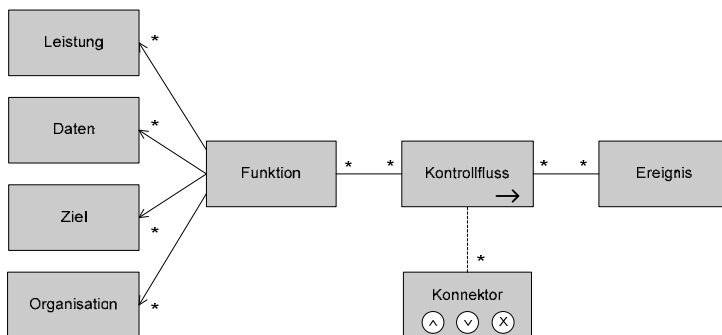 Leistung
*
Daten
*
Ziel
*
Organisation
*
Funktion
* *
Kontrollfluss
* *
Ereignis
*
Konnektor
^ v X